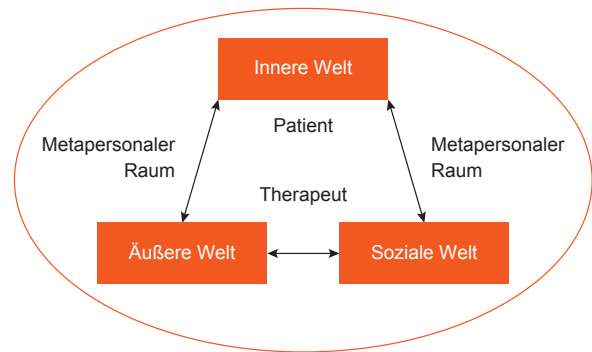 Innere Welt
Patient
Metapersonaler
Raum
Metapersonaler
Raum
Therapeut
Äußere Welt
Soziale Welt